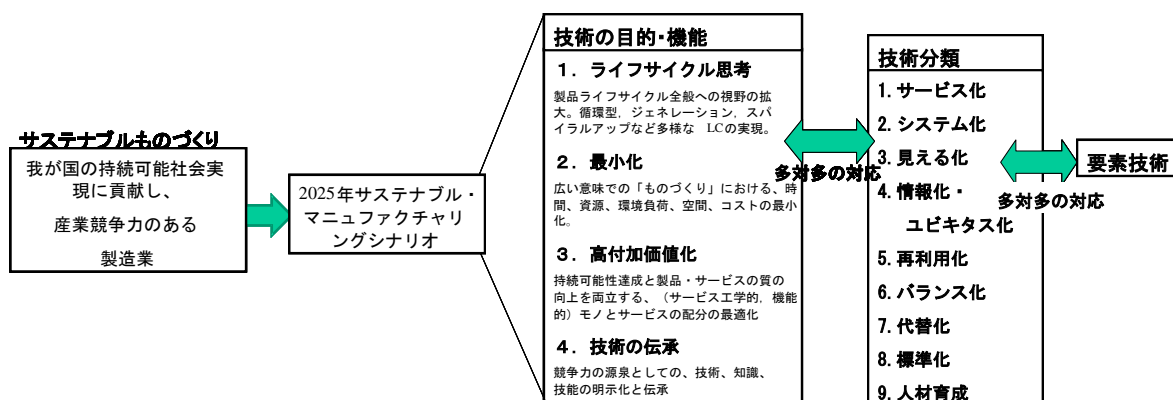 サステナブルものづくり
我が国の持続可能社会実
現に貢献し、
産業競争力のある
製造業
2025年サステナブル・
マニュファクチャリ
ングシナリオ
技術の目的・機能
１．ライフサイクル思考
製品ライフサイクル全般への視野の拡
大。循環型，ジェネレーション，スパ
イラルアップなど多様な LCの実現。
２．最小化
広い意味での「ものづくり」における、時
間、資源、環境負荷、空間、コストの最小
化。
３．高付加価値化
持続可能性達成と製品・サービスの質の
向上を両立する、（サービス工学的，機能
的）モノとサービスの配分の最適化
４．技術の伝承
競争力の源泉としての、技術、知識、
技能の明示化と伝承
多対多の対応
技術分類
1. サービス化
2. システム化
3. 見える化
4. 情報化・
ユビキタス化
5. 再利用化
6. バランス化
7. 代替化
8. 標準化
9. 人材育成
多対多の対応
要素技術